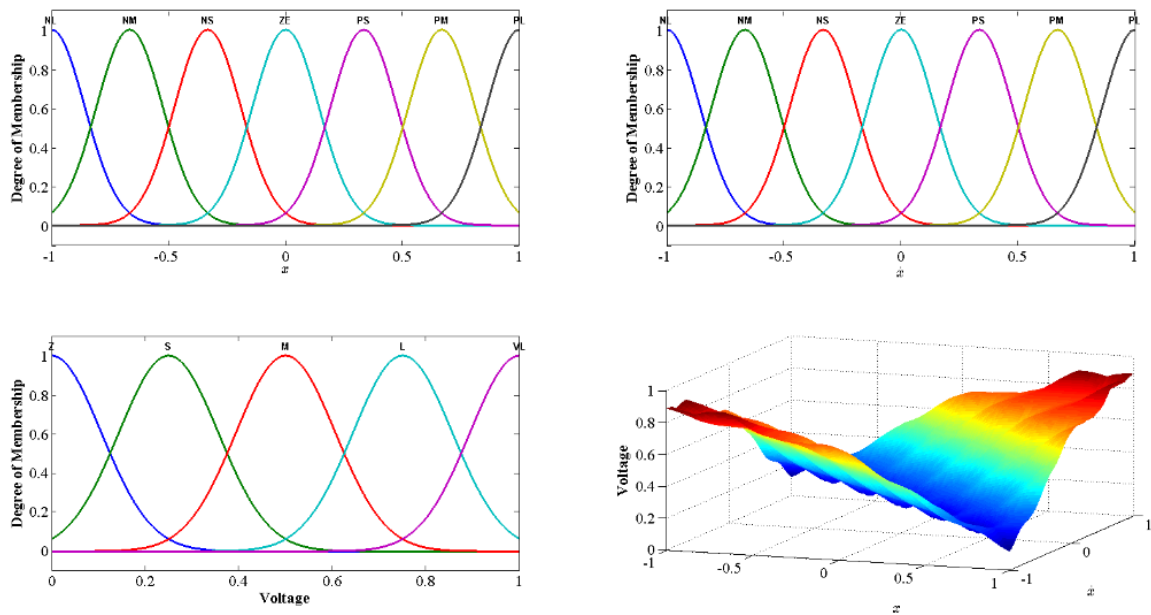 NL NM NS ZE PS PM PL
1
0.8
0.6
0.4
0.2
0
Degree of Membership
-1 -0.5 0 0.5 1
x
NL NM NS ZE PS PM PL
1
0.8
0.6
0.4
0.2
0
Degree of Membership
-1 -0.5 0 0.5 1
ẋ
Z S M L VL
1
0.8
0.6
0.4
0.2
0
Degree of Membership
0 0.2 0.4 0.6 0.8 1
Voltage
1
0.8
0.6
0.4
0.2
0
Voltage
-1 -0.5 0 0.5 1
x
-1 0 1
ẋ